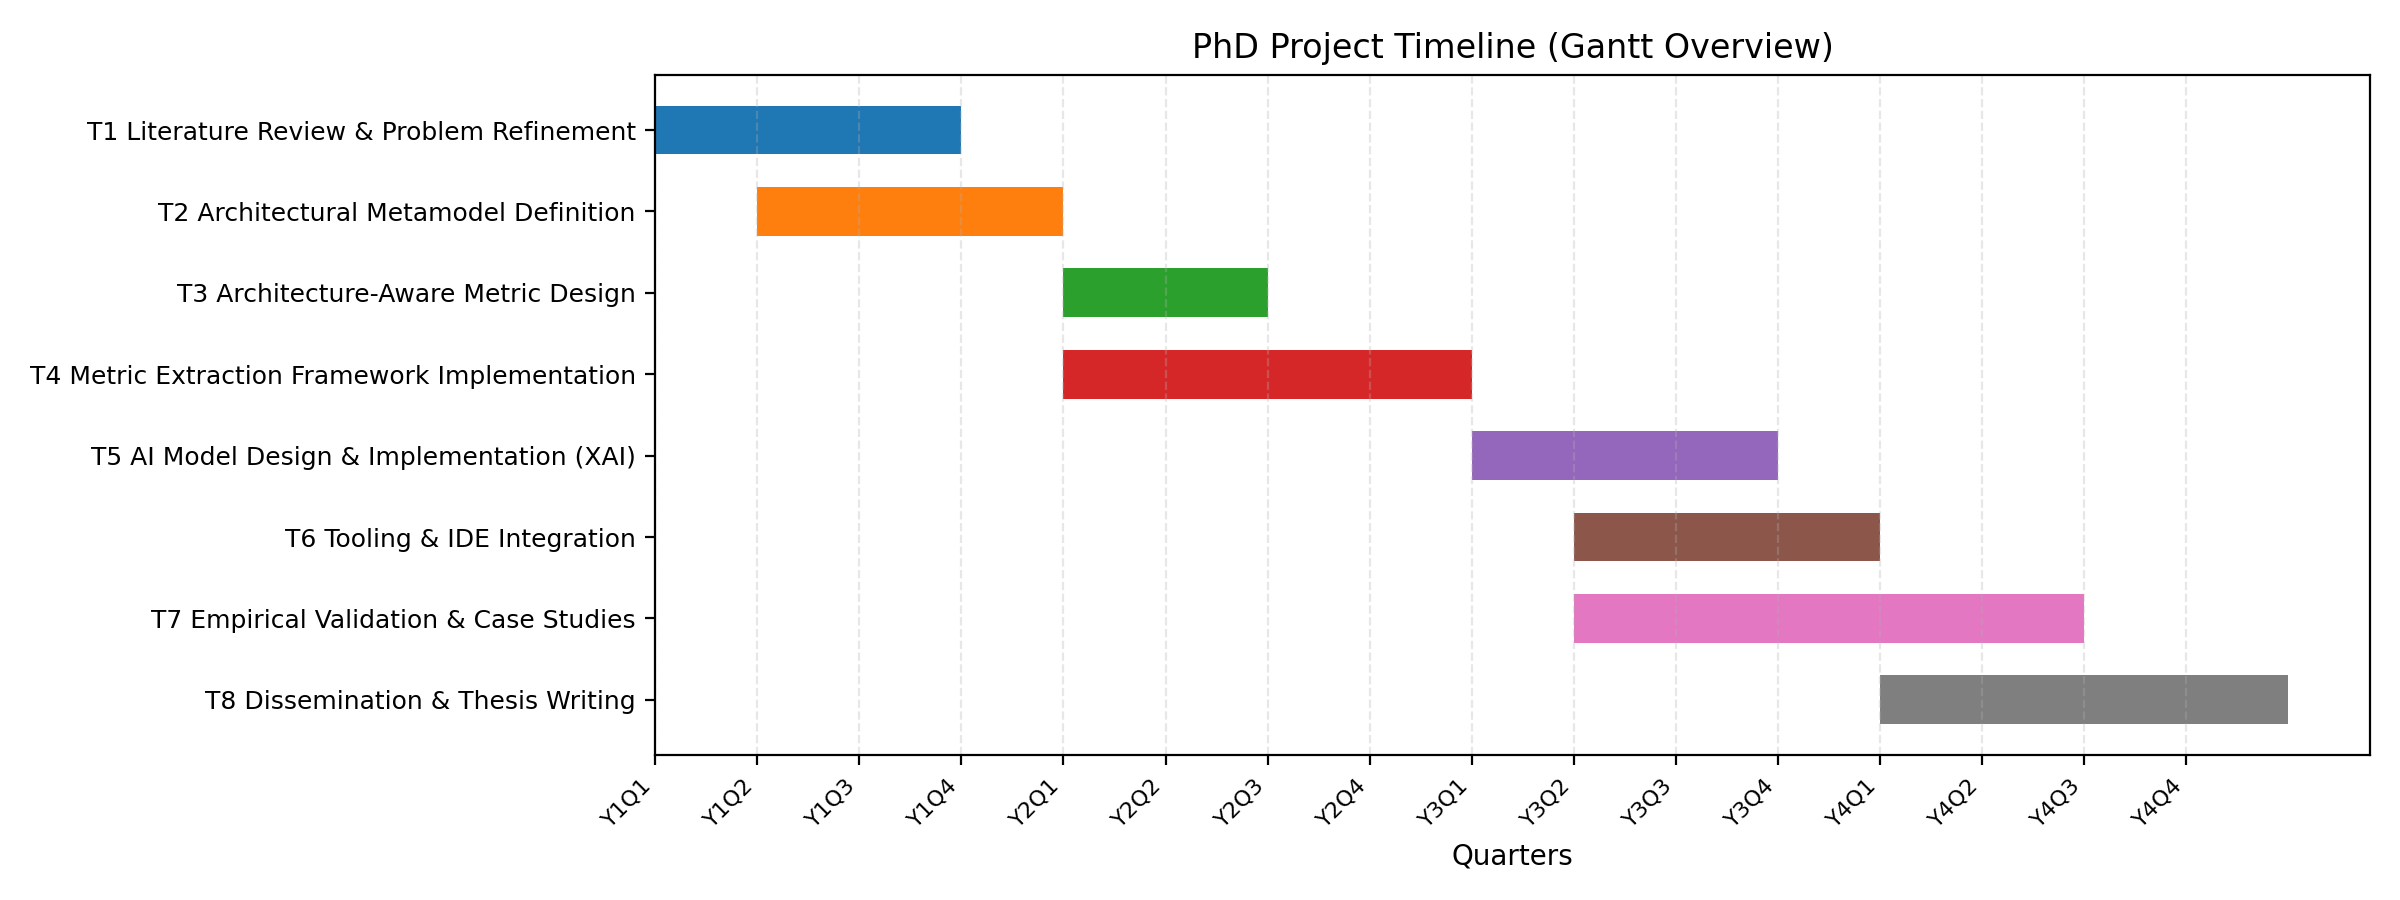 PhD Project Timeline (Gantt Overview)
T1 Literature Review & Problem Refinement
T2 Architectural Metamodel Definition
T3 Architecture-Aware Metric Design
T4 Metric Extraction Framework Implementation
T5 AI Model Design & Implementation (XAI)
T6 Tooling & IDE Integration
T7 Empirical Validation & Case Studies
T8 Dissemination & Thesis Writing
Y1Q1 Y1Q2 Y1Q3 Y1Q4 Y2Q1 Y2Q2 Y2Q3 Y2Q4 Y3Q1 Y3Q2 Y3Q3 Y3Q4 Y4Q1 Y4Q2 Y4Q3 Y4Q4
Quarters